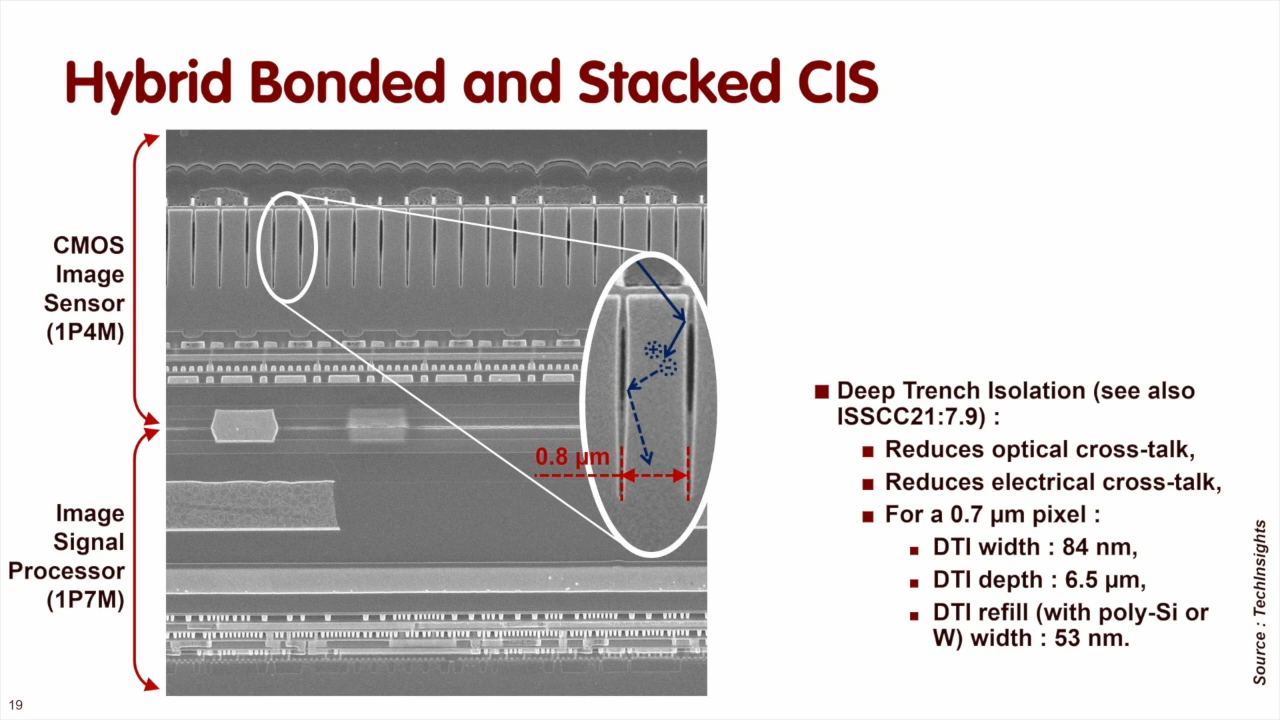 Hybrid Bonded and Stacked CIS
CMOS
Image
Sensor
(1P4M)
Image
Signal
Processor
(1P7M)
0.8 µm
■ Deep Trench Isolation (see also
ISSCC21:7.9) :
■ Reduces optical cross-talk,
■ Reduces electrical cross-talk,
■ For a 0.7 µm pixel :
■ DTI width : 84 nm,
■ DTI depth : 6.5 µm,
■ DTI refill (with poly-Si or
W) width : 53 nm.
Source : TechInsights
19